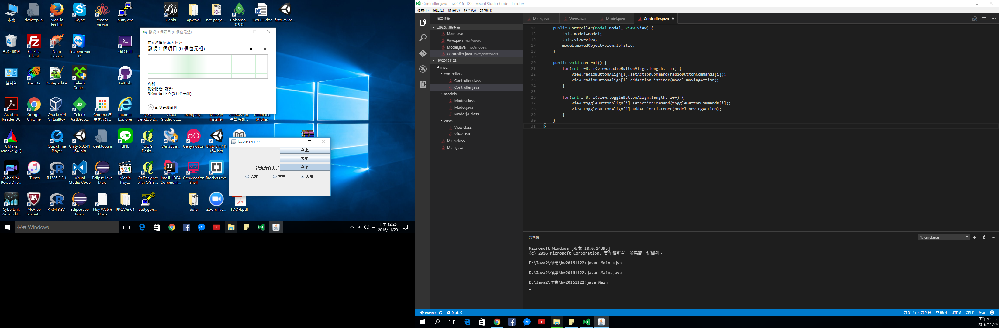 本機
desktop.ini
Mozilla Firefox
Skype
emaze Viewer
putty.exe
Gephi
apktool
net-page-...
Robomo... 0.9.0
105002.doc
firstDevice...
資源回收筒
FileZilla Client
Nero Express
TeamViewer 11
Git Shell
控制台
GeoDa
Notepad++
Telerik Contr...
GitHub
Acrobat Reader DC
Google Chrome
Oracle VM VirtualBox
Telerik JustDeco...
Chrome 應用程式啟...
Internet Explorer
QGIS Desktop 2....
Visual Studio Co...
TsengKey...
MinGW Installer
Kitematic (Alpha)
CMake (cmake-gui)
QuickTime Player
Unity 5.3.5f1 (64-bit)
desktop.ini
LINE
QGIS Deskt...
Win32Dis...
Genymotion
Unity 5.4.1f1 (64-bit)
CyberLink PowerDire...
iTunes
R i386 3.3.1
Visual Studio Code
Eclipse Java Mars
Media Play...
Qt Designer with QGIS ...
IntelliJ IDEA Communit...
Genymotion Shell
Brackets.exe
CyberLink WaveEdit...
McAfee Securit...
R x64 3.3.1
Eclipse Jee Mars
Play Watch Dogs
PROWin64
puttygen....
data
Zoom_lau...
TDOH.pdf
發現 0 個項目 (0 個位元組)...
正在準備從 桌面 回收
發現 0 個項目 (0 個位元組)...
名稱:
剩餘時間: 計算中...
剩餘的項目: 0 (0 個位元組)
較少詳細資料
hw20161122
靠上
置中
設定對齊方式
靠下
靠左
置中
靠右
搜尋 Windows
中
下午 12:25
2016/11/29
Controller.java - hw20161122 - Visual Studio Code - Insiders
檔案(F) 編輯(E) 檢視(V) 移至(G) 說明(H)
檔案總管
已開啟的編輯器
Main.java
View.java mvc\views
Model.java mvc\models
Controller.java mvc\controllers
HW20161122
mvc
controllers
Controller.class
Controller.java
models
Model.class
Model.java
Model$1.class
views
View.class
View.java
Main.class
Main.java
Main.java View.java Model.java Controller.java
14 public Controller(Model model, View view) {
15 this.model=model;
16 this.view=view;
17 model.movedObject=view.lbTitle;
18 }
19
20 public void control() {
21 for(int i=0; i<view.radioButtonAlign.length; i++) {
22 view.radioButtonAlign[i].setActionCommand(radioButtonCommands[i]);
23 view.radioButtonAlign[i].addActionListener(model.movingAction);
24 }
25
26 for(int i=0; i<view.toggleButtonAlign.length; i++) {
27 view.toggleButtonAlign[i].setActionCommand(toggleButtonCommands[i]);
28 view.toggleButtonAlign[i].addActionListener(model.movingAction);
29 }
30 }
31 }
終端機
1: cmd.exe
Microsoft Windows [版本 10.0.14393]
(c) 2016 Microsoft Corporation. 著作權所有，並保留一切權利。
D:\Java2\作業\hw20161122>javac Main.ajva
D:\Java2\作業\hw20161122>javac Main.java
D:\Java2\作業\hw20161122>java Main
master 0 0
第 31 行，第 2 欄 空格: 4 UTF-8 CRLF Java
下午 12:25
2016/11/29